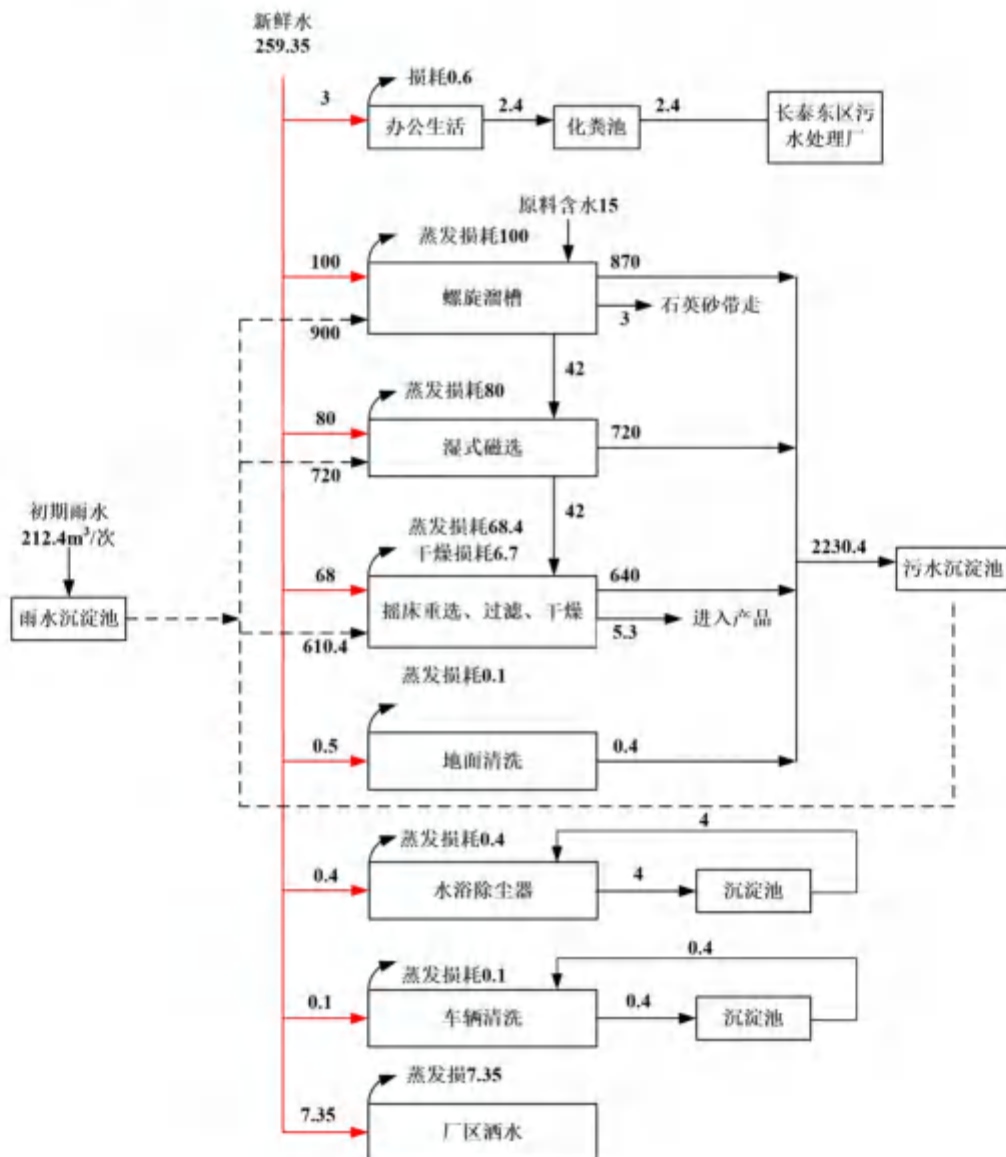 新鲜水
259.35
损耗0.6
3
办公生活
2.4
化粪池
2.4
长泰东区污
水处理厂
原料含水15
蒸发损耗100
100
螺旋溜槽
870
900
3
石英砂带走
42
蒸发损耗80
80
湿式磁选
720
720
42
初期雨水
212.4m³/次
雨水沉淀池
蒸发损耗68.4
干燥损耗6.7
68
摇床重选、过滤、干燥
640
610.4
5.3
进入产品
2230.4
污水沉淀池
蒸发损耗0.1
0.5
地面清洗
0.4
蒸发损耗0.4
4
0.4
水浴除尘器
4
沉淀池
蒸发损耗0.1
0.4
0.1
车辆清洗
0.4
沉淀池
蒸发损7.35
7.35
厂区洒水